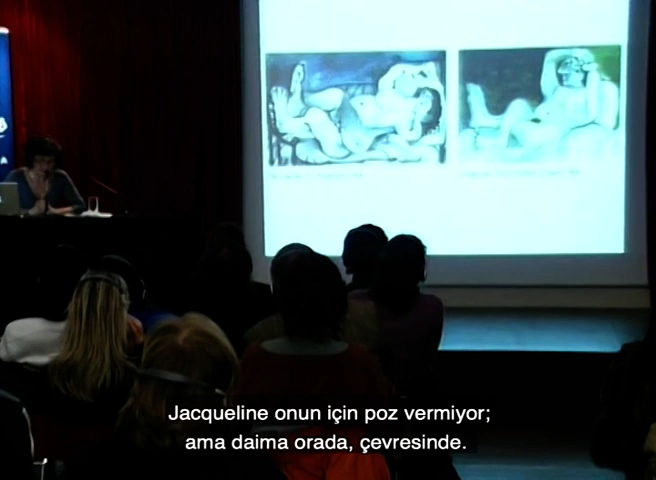 Jacqueline onun için poz vermiyor;
ama daima orada, çevresinde.